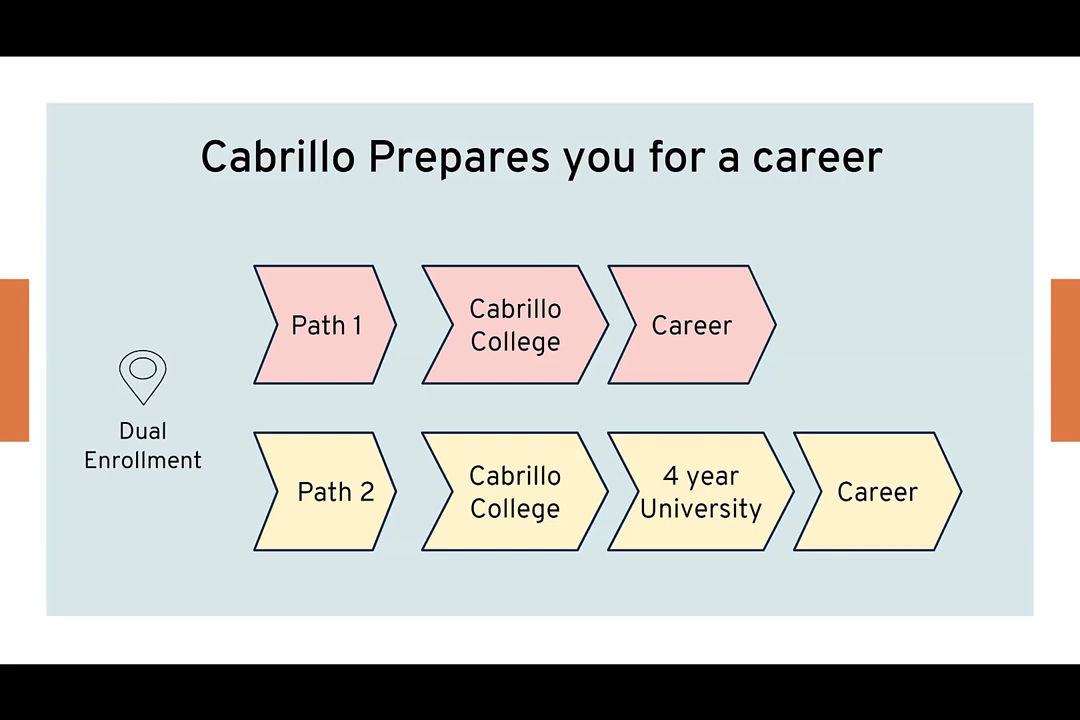 Cabrillo Prepares you for a career
Path 1
Cabrillo
College
Career
Dual
Enrollment
Path 2
Cabrillo
College
4 year
University
Career